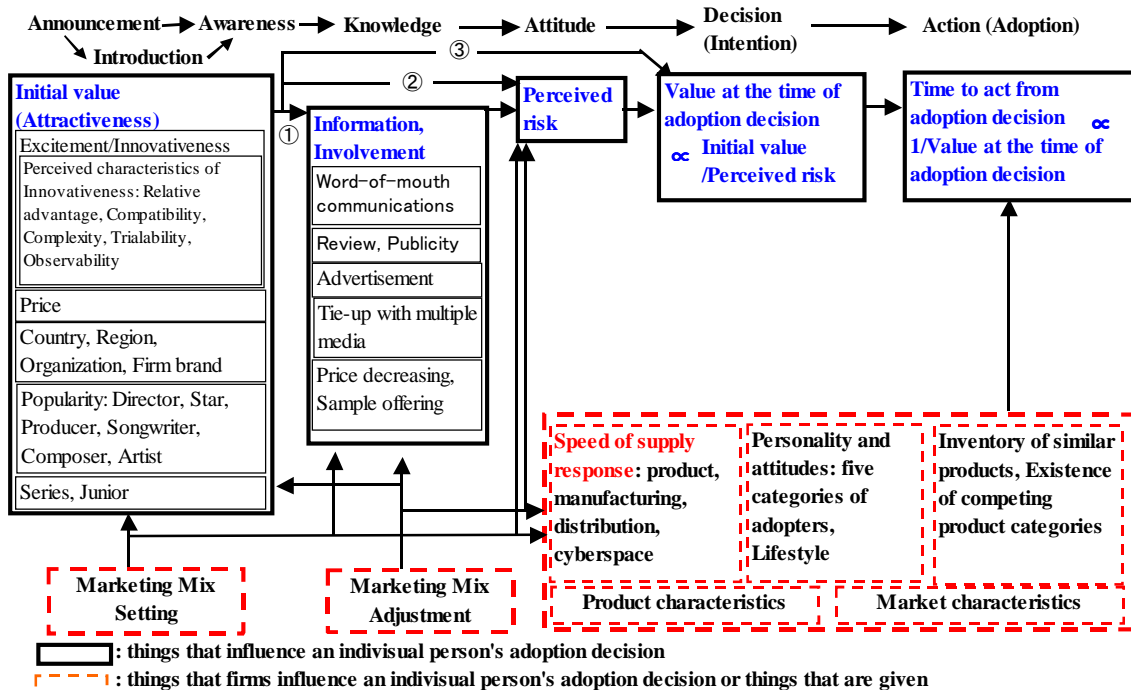 Announcement
Awareness
Knowledge
Attitude
Decision
(Intention)
Action (Adoption)
Introduction
①
②
③
Initial value
(Attractiveness)
Excitement/Innovativeness
Perceived characteristics of
Innovativeness: Relative
advantage, Compatibility,
Complexity, Trialability,
Observability
Price
Country, Region,
Organization, Firm brand
Popularity: Director, Star,
Producer, Songwriter,
Composer, Artist
Series, Junior
Information,
Involvement
Word-of-mouth
communications
Review, Publicity
Advertisement
Tie-up with multiple
media
Price decreasing,
Sample offering
Perceived
risk
Value at the time of
adoption decision
∝ Initial value
/Perceived risk
Time to act from
adoption decision ∝
1/Value at the time of
adoption decision
Speed of supply
response: product,
manufacturing,
distribution,
cyberspace
Personality and
attitudes: five
categories of
adopters,
Lifestyle
Inventory of similar
products, Existence
of competing
product categories
Product characteristics
Market characteristics
Marketing Mix
Setting
Marketing Mix
Adjustment
: things that influence an indivisual person's adoption decision
: things that firms influence an indivisual person's adoption decision or things that are given